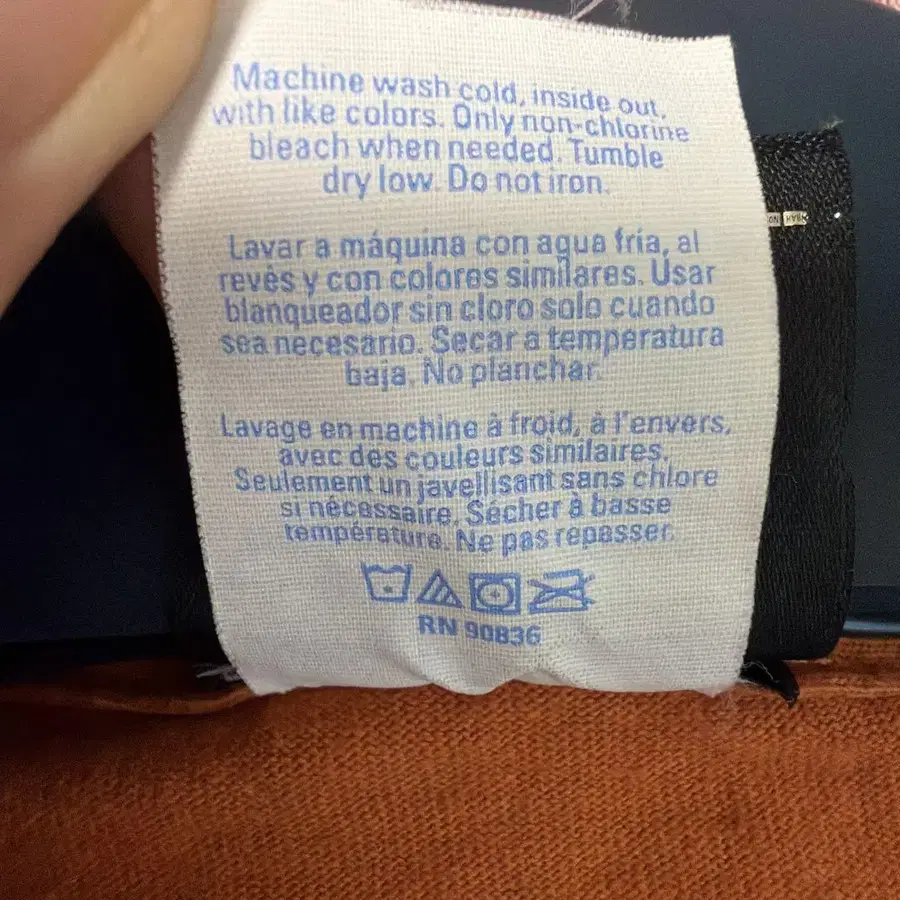 Machine wash cold, inside out,
with like colors. Only non-chlorine
bleach when needed. Tumble
dry low. Do not iron.
Lavar a máquina con agua fría, al
revés y con colores similares. Usar
blanqueador sin cloro solo cuando
sea necesario. Secar a temperatura
baja. No planchar.
Lavage en machine à froid, à l'envers,
avec des couleurs similaires.
Seulement un javellisant sans chlore
si nécessaire. Sécher à basse
température. Ne pas repasser.
RN 90836